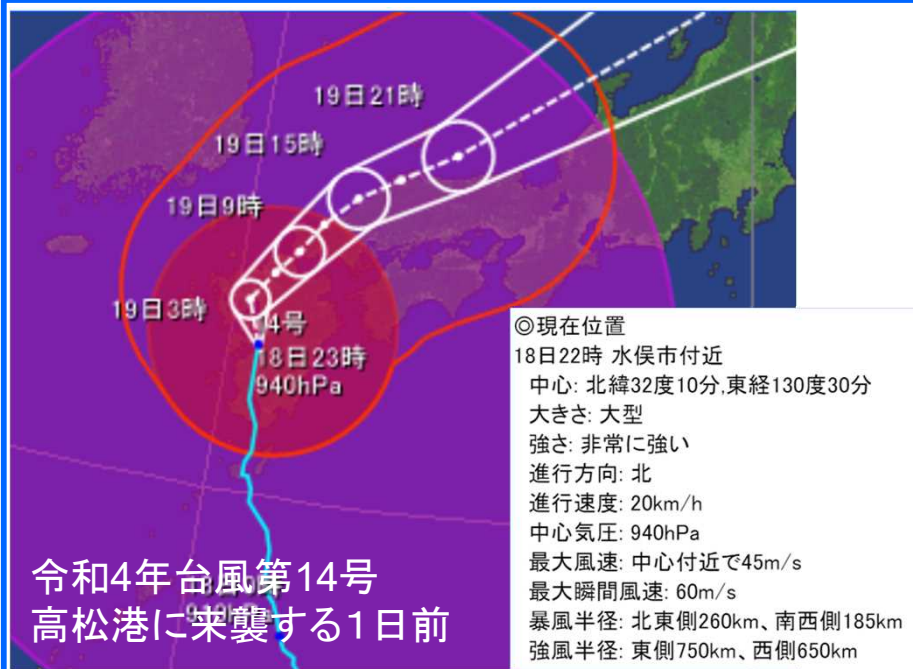 19日21時
19日15時
19日9時
19日3時
14号
18日23時
940hPa
◎現在位置
18日22時 水俣市付近
中心: 北緯32度10分,東経130度30分
大きさ: 大型
強さ: 非常に強い
進行方向: 北
進行速度: 20km/h
中心気圧: 940hPa
最大風速: 中心付近で45m/s
最大瞬間風速: 60m/s
暴風半径: 北東側260km、南西側185km
強風半径: 東側750km、西側650km
令和4年台風第14号
高松港に来襲する1日前